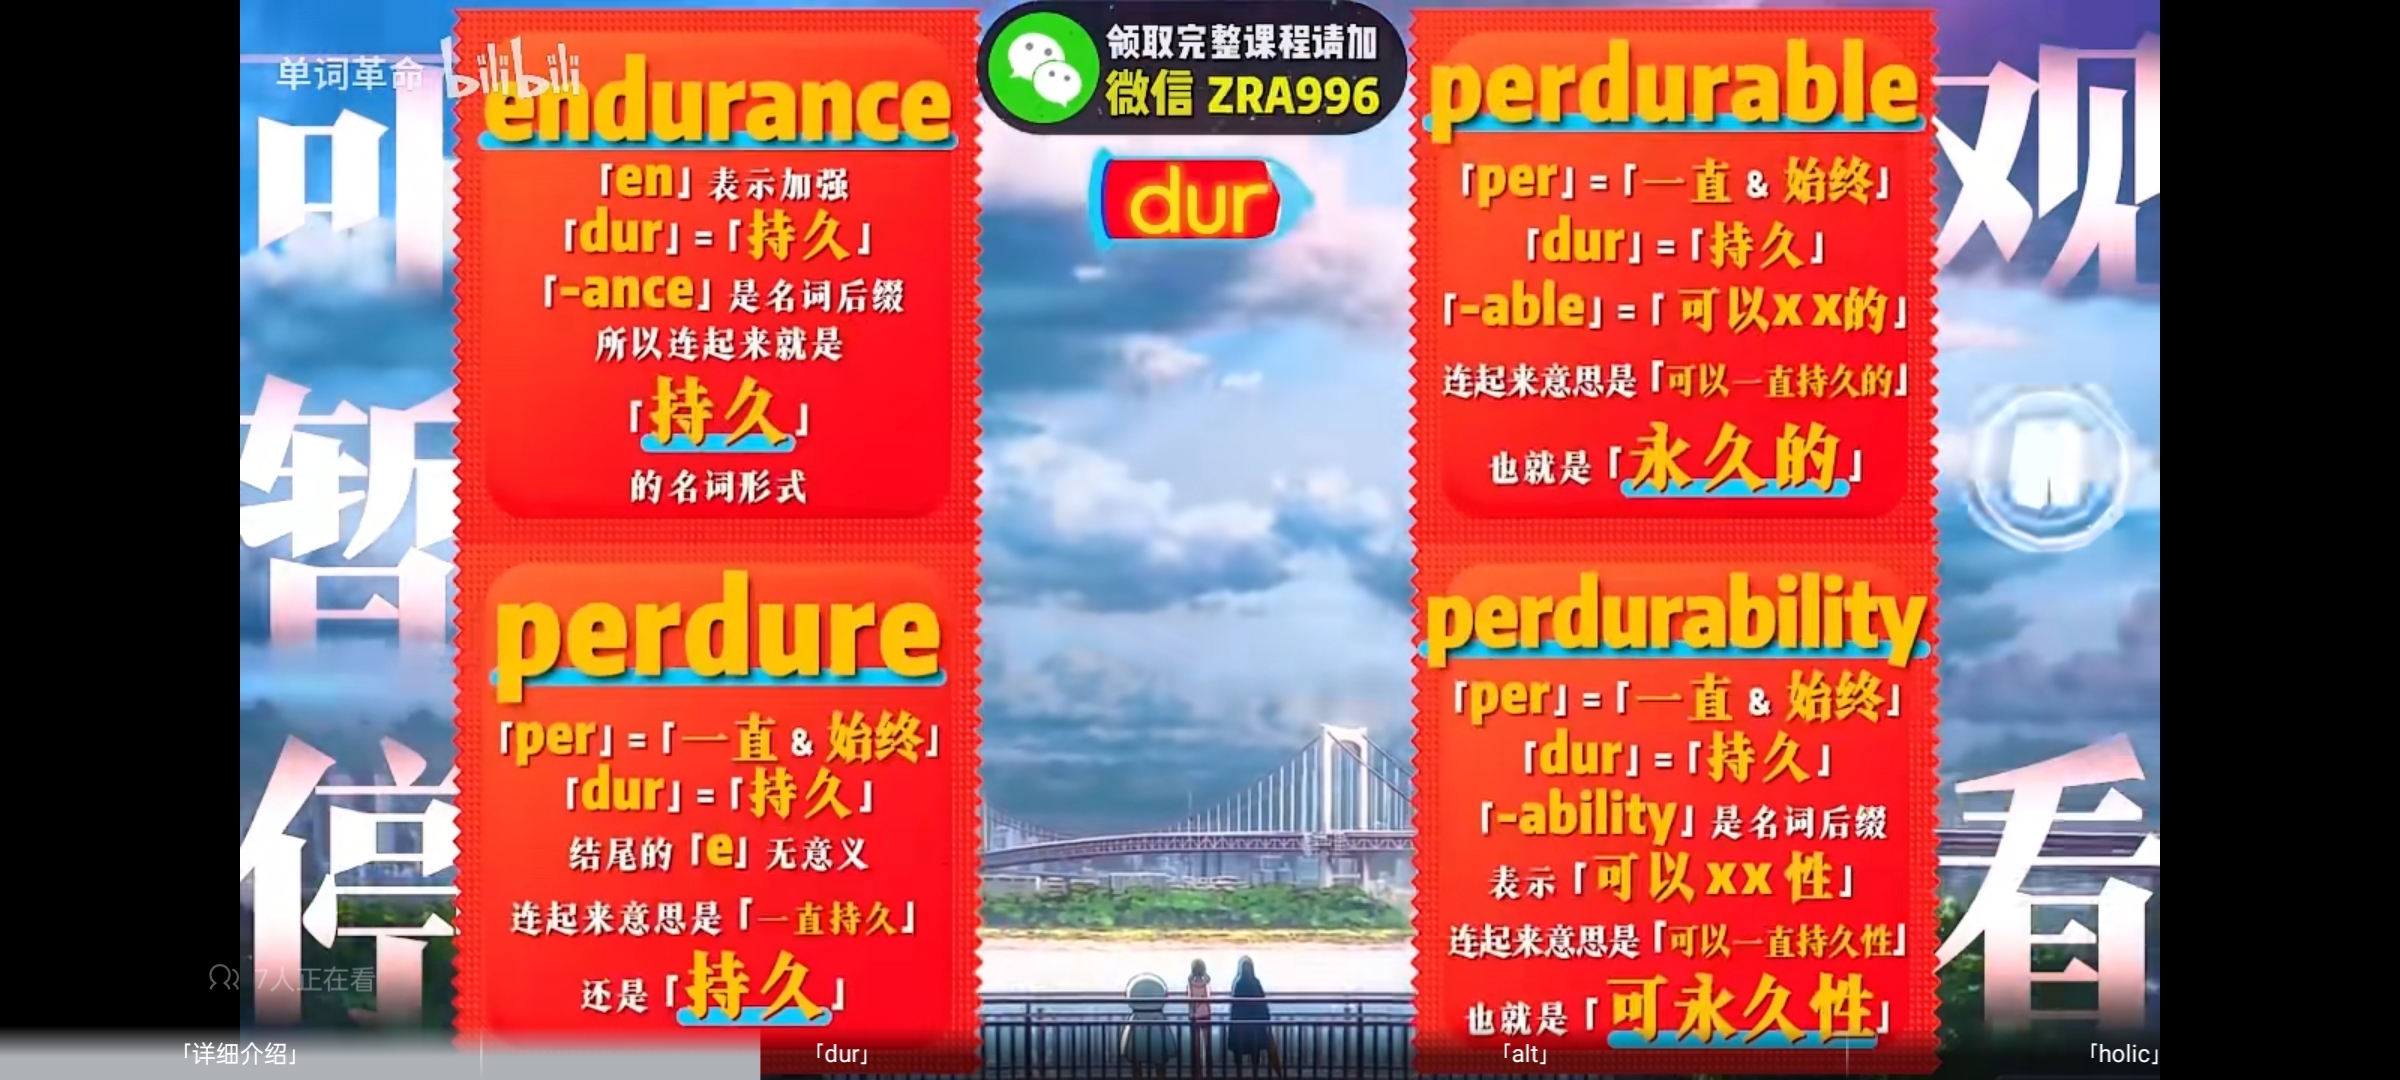 单词革命 bilibili
可暂停
观看
领取完整课程请加
微信 ZRA996
dur
endurance
「en」表示加强
「dur」=「持久」
「-ance」是名词后缀
所以连起来就是
「持久」
的名词形式
perdure
「per」=「一直 & 始终」
「dur」=「持久」
结尾的「e」无意义
连起来意思是「一直持久」
还是「持久」
perdurable
「per」=「一直 & 始终」
「dur」=「持久」
「-able」=「可以x x的」
连起来意思是「可以一直持久的」
也就是「永久的」
perdurability
「per」=「一直 & 始终」
「dur」=「持久」
「-ability」是名词后缀
表示「可以 x x 性」
连起来意思是「可以一直持久性」
也就是「可永久性」
7人正在看
「详细介绍」
「dur」
「alt」
「holic」